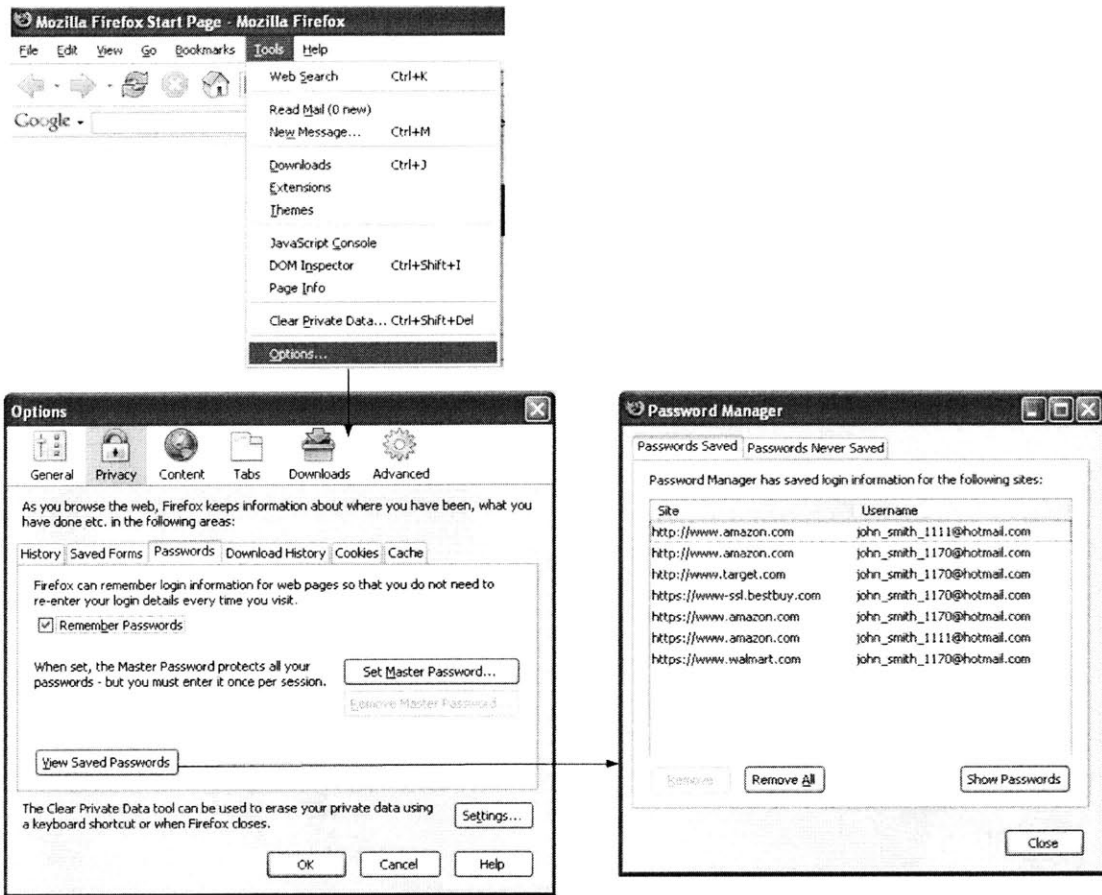 Mozilla Firefox Start Page - Mozilla Firefox
File Edit View Go Bookmarks Tools Help
Google
Web Search Ctrl+K
Read Mail (0 new)
New Message... Ctrl+M
Downloads Ctrl+J
Extensions
Themes
JavaScript Console
DOM Inspector Ctrl+Shift+I
Page Info
Clear Private Data... Ctrl+Shift+Del
Options...
Options
General Privacy Content Tabs Downloads Advanced
As you browse the web, Firefox keeps information about where you have been, what you
have done etc. in the following areas:
History Saved Forms Passwords Download History Cookies Cache
Firefox can remember login information for web pages so that you do not need to
re-enter your login details every time you visit.
Remember Passwords
When set, the Master Password protects all your
passwords - but you must enter it once per session.
Set Master Password...
Remove Master Password...
View Saved Passwords
The Clear Private Data tool can be used to erase your private data using
a keyboard shortcut or when Firefox closes.
Settings...
OK Cancel Help
Password Manager
Passwords Saved Passwords Never Saved
Password Manager has saved login information for the following sites:
Site Username
http://www.amazon.com john_smith_1111@hotmail.com
http://www.amazon.com john_smith_1170@hotmail.com
http://www.target.com john_smith_1170@hotmail.com
https://www-ssl.bestbuy.com john_smith_1170@hotmail.com
https://www.amazon.com john_smith_1170@hotmail.com
https://www.amazon.com john_smith_1111@hotmail.com
https://www.walmart.com john_smith_1170@hotmail.com
Remove Remove All Show Passwords
Close